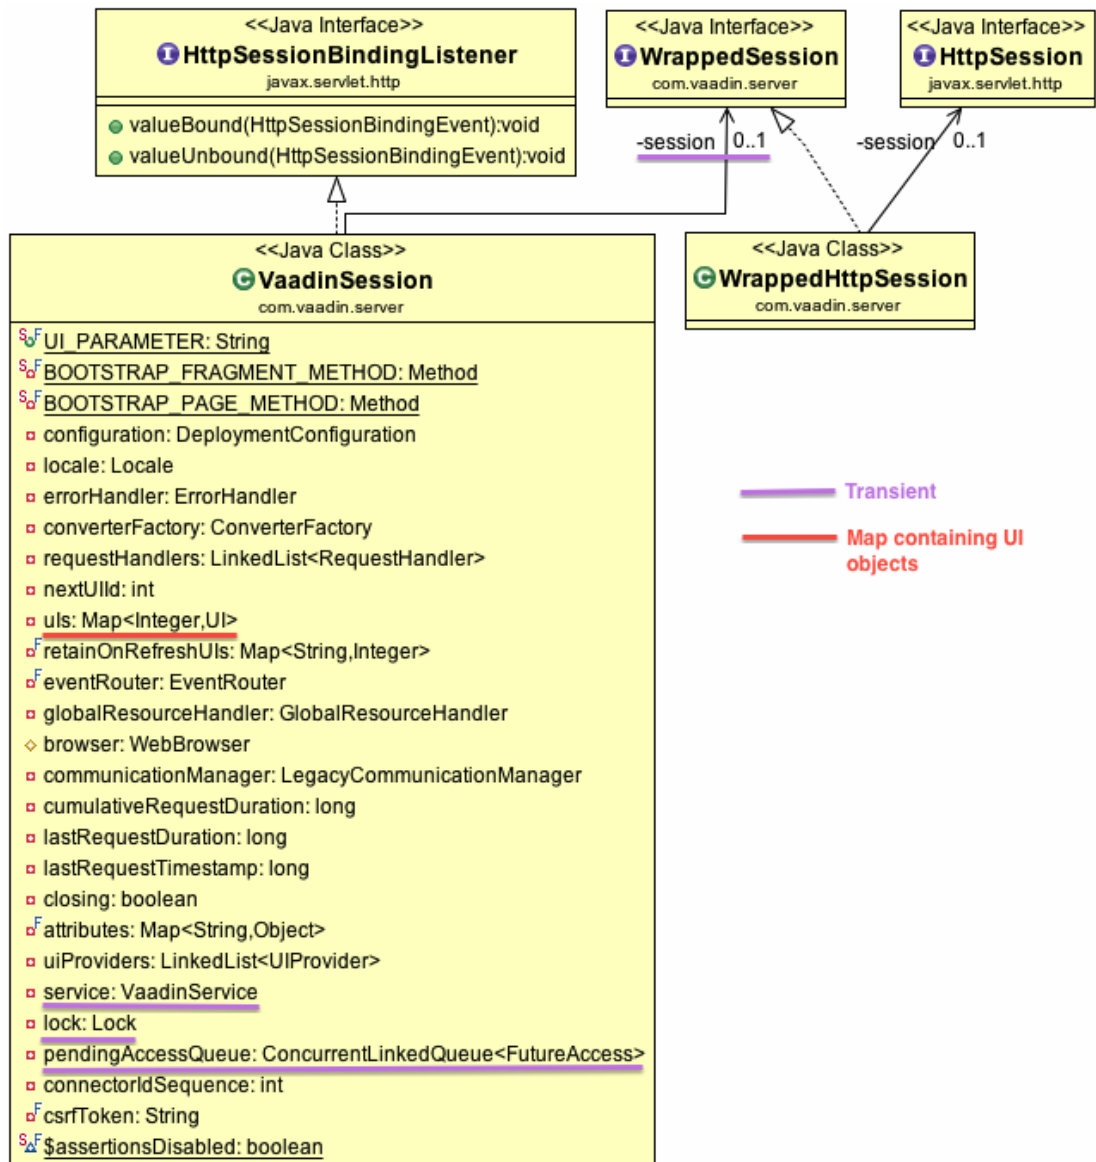 <<Java Interface>>
I HttpSessionBindingListener
javax.servlet.http
valueBound(HttpSessionBindingEvent):void
valueUnbound(HttpSessionBindingEvent):void
<<Java Interface>>
I WrappedSession
com.vaadin.server
<<Java Interface>>
I HttpSession
javax.servlet.http
-session 0..1
-session 0..1
<<Java Class>>
C VaadinSession
com.vaadin.server
S F UI_PARAMETER: String
S F BOOTSTRAP_FRAGMENT_METHOD: Method
S F BOOTSTRAP_PAGE_METHOD: Method
configuration: DeploymentConfiguration
locale: Locale
errorHandler: ErrorHandler
converterFactory: ConverterFactory
requestHandlers: LinkedList<RequestHandler>
nextUIId: int
uIs: Map<Integer,UI>
F retainOnRefreshUIs: Map<String,Integer>
F eventRouter: EventRouter
globalResourceHandler: GlobalResourceHandler
browser: WebBrowser
communicationManager: LegacyCommunicationManager
cumulativeRequestDuration: long
lastRequestDuration: long
lastRequestTimestamp: long
closing: boolean
F attributes: Map<String,Object>
uiProviders: LinkedList<UIProvider>
service: VaadinService
lock: Lock
pendingAccessQueue: ConcurrentLinkedQueue<FutureAccess>
connectorIdSequence: int
F csrfToken: String
S F $assertionsDisabled: boolean
<<Java Class>>
C WrappedHttpSession
com.vaadin.server
Transient
Map containing UI
objects